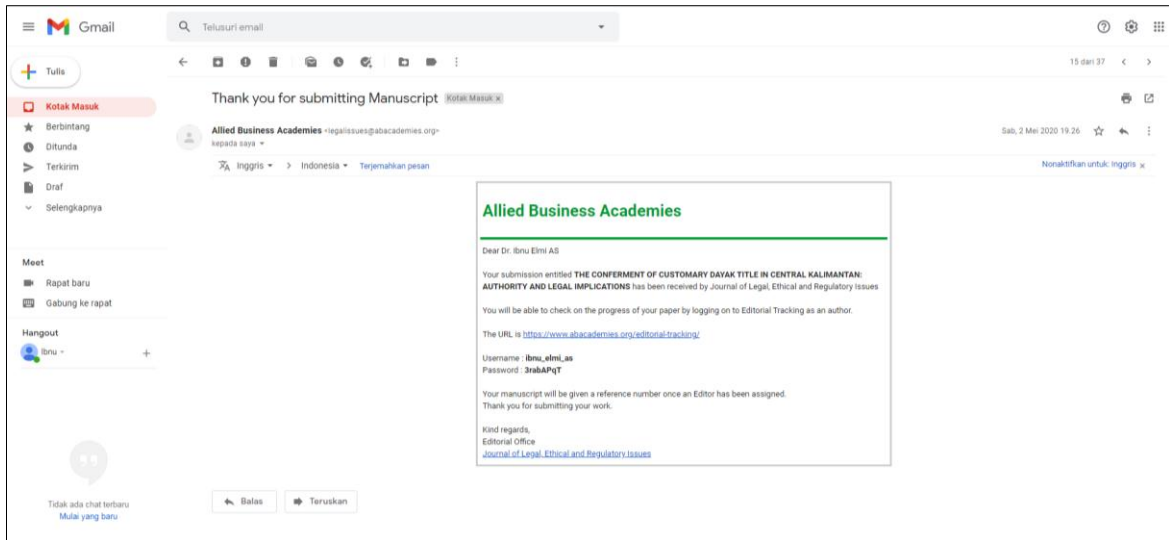 Gmail
Telusuri email
Tulis
15 dari 37
Kotak Masuk
Berbintang
Ditunda
Terkirim
Draf
Selengkapnya
Meet
Rapat baru
Gabung ke rapat
Hangout
Ibnu
Tidak ada chat terbaru
Mulai yang baru
Thank you for submitting Manuscript Kotak Masuk x
Allied Business Academies <legalissues@abacademies.org>
Sab, 2 Mei 2020 19.26
kepada saya
Inggris > Indonesia Terjemahkan pesan
Nonaktifkan untuk: Inggris x
Allied Business Academies
Dear Dr. Ibnu Elmi AS
Your submission entitled THE CONFERMENT OF CUSTOMARY DAYAK TITLE IN CENTRAL KALIMANTAN:
AUTHORITY AND LEGAL IMPLICATIONS has been received by Journal of Legal, Ethical and Regulatory Issues
You will be able to check on the progress of your paper by logging on to Editorial Tracking as an author.
The URL is https://www.abacademies.org/editorial-tracking/
Username : ibnu_elmi_as
Password : 3rabAPqT
Your manuscript will be given a reference number once an Editor has been assigned.
Thank you for submitting your work.
Kind regards,
Editorial Office
Journal of Legal, Ethical and Regulatory Issues
Balas
Teruskan